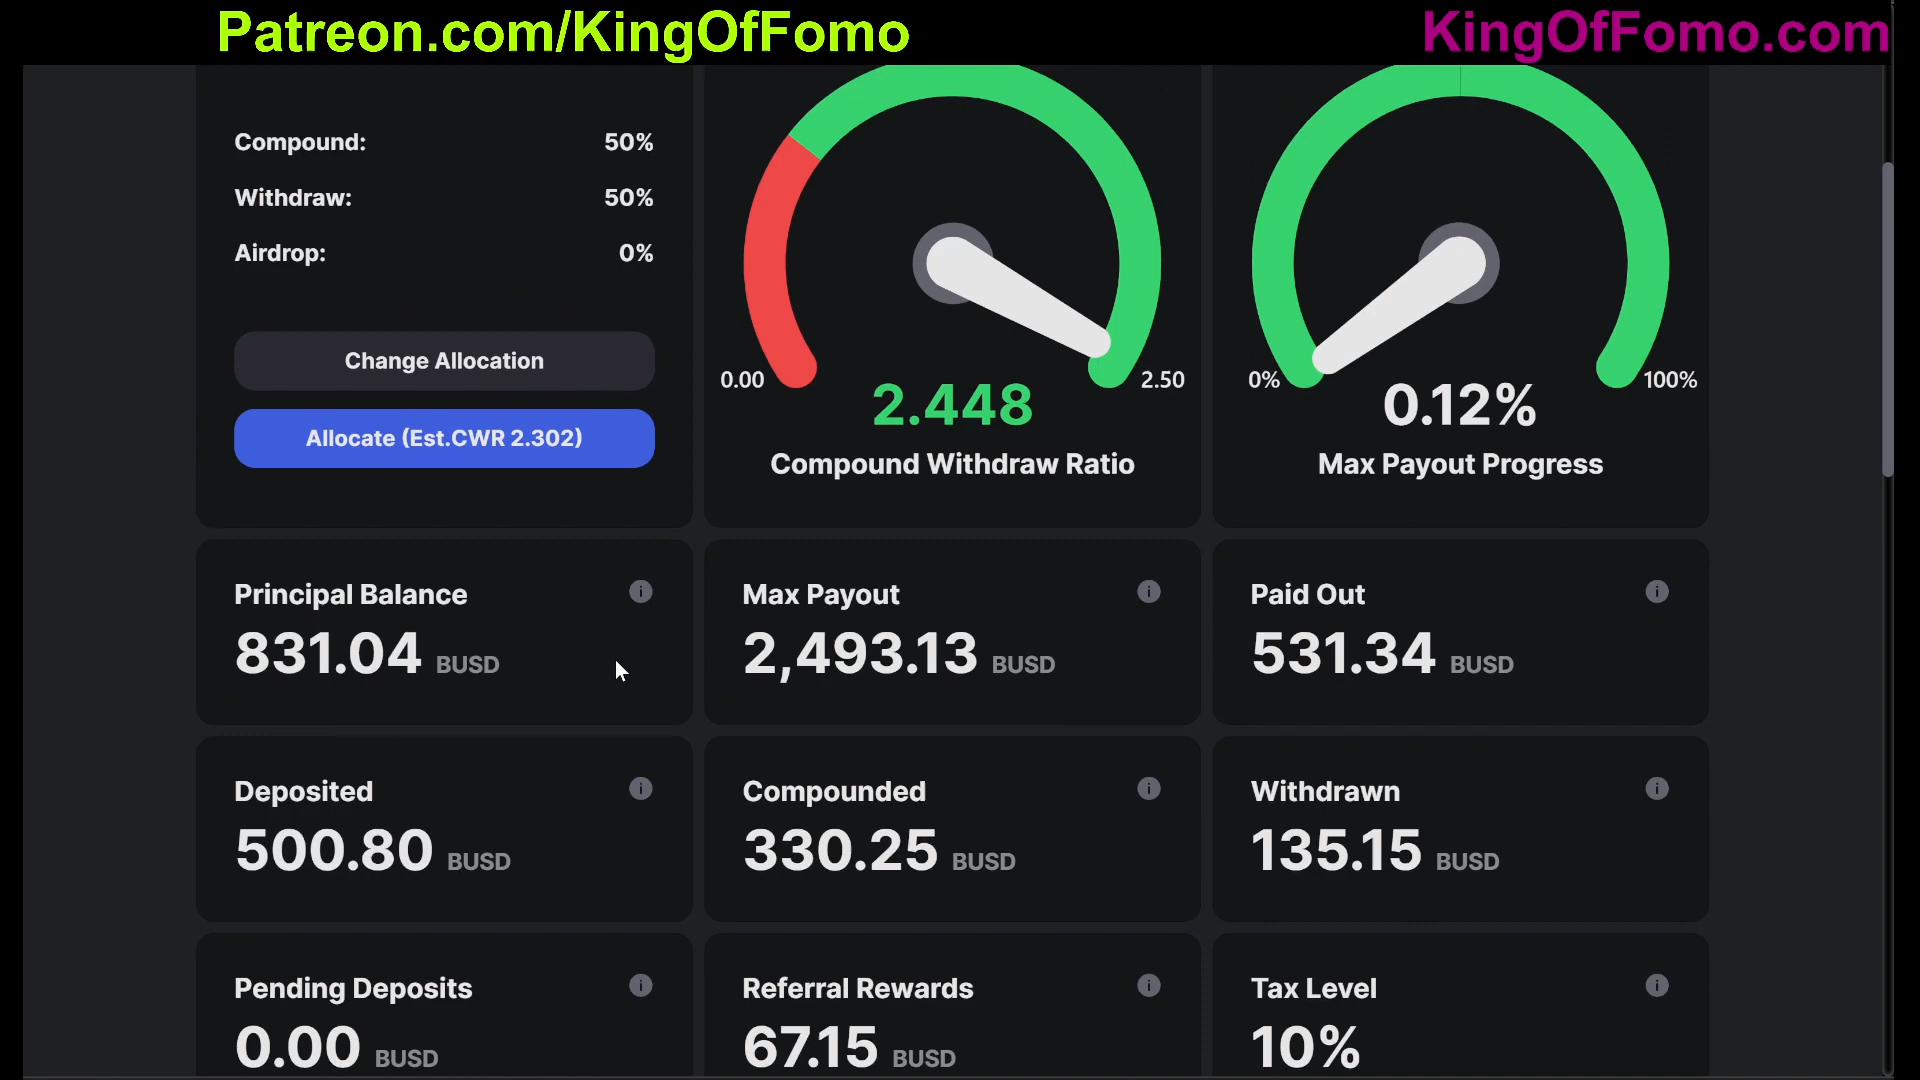 Patreon.com/KingOfFomo
KingOfFomo.com
Compound: 50%
Withdraw: 50%
Airdrop: 0%
Change Allocation
Allocate (Est.CWR 2.302)
0.00
2.50
2.448
Compound Withdraw Ratio
0%
100%
0.12%
Max Payout Progress
Principal Balance
831.04 BUSD
Max Payout
2,493.13 BUSD
Paid Out
531.34 BUSD
Deposited
500.80 BUSD
Compounded
330.25 BUSD
Withdrawn
135.15 BUSD
Pending Deposits
0.00 BUSD
Referral Rewards
67.15 BUSD
Tax Level
10%